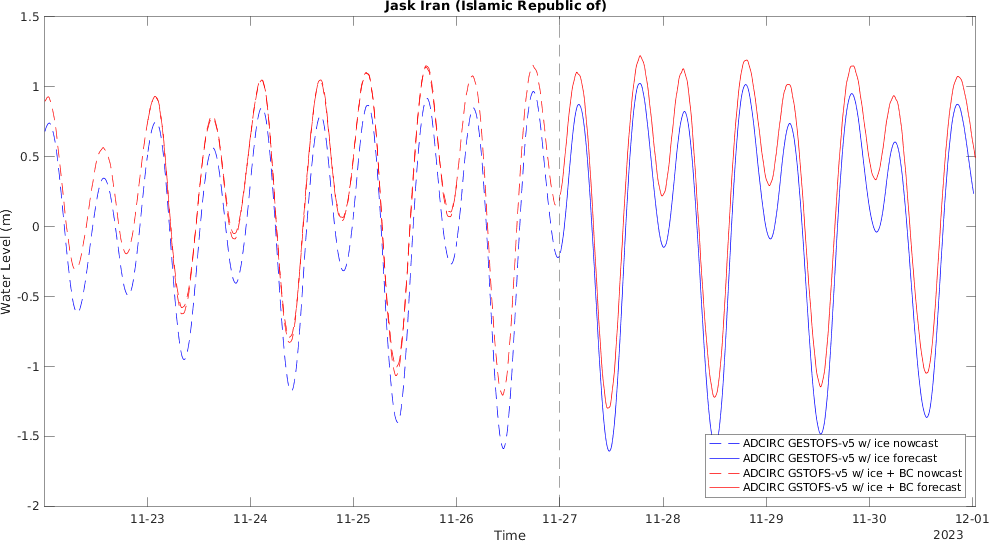 Jask Iran (Islamic Republic of)
1.5
1
0.5
0
-0.5
-1
-1.5
-2
Water Level (m)
ADCIRC GESTOFS-v5 w/ ice nowcast
ADCIRC GESTOFS-v5 w/ ice forecast
ADCIRC GSTOFS-v5 w/ ice + BC nowcast
ADCIRC GSTOFS-v5 w/ ice + BC forecast
11-23 11-24 11-25 11-26 11-27 11-28 11-29 11-30 12-01
Time
2023